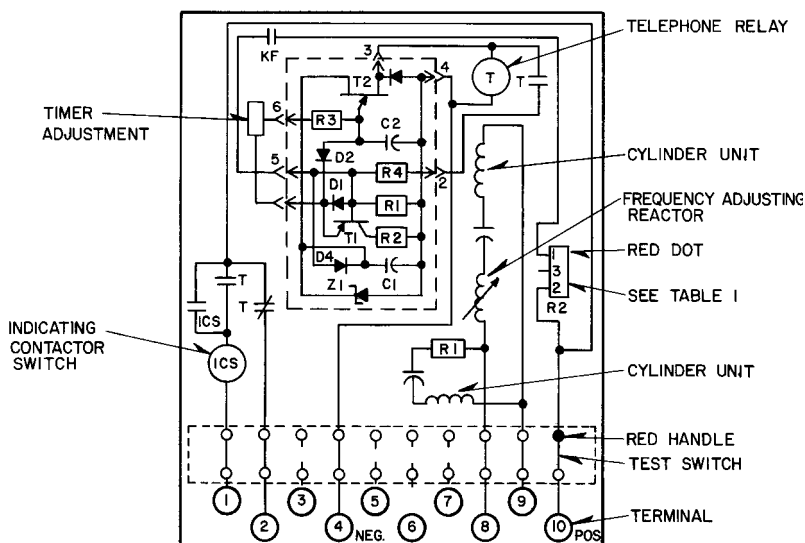 TELEPHONE RELAY
KF
3
4
T2
T
T
TIMER
ADJUSTMENT
6
R3
C2
5
D2
R4
2
CYLINDER UNIT
D1
R1
FREQUENCY ADJUSTING
REACTOR
T1
R2
1
RED DOT
3
D4
C1
2
SEE TABLE I
T
Z1
R2
ICS
T
INDICATING
CONTACTOR
SWITCH
ICS
R1
CYLINDER UNIT
RED HANDLE
TEST SWITCH
1
3
5
7
9
2
4
NEG.
6
8
10
POS
TERMINAL